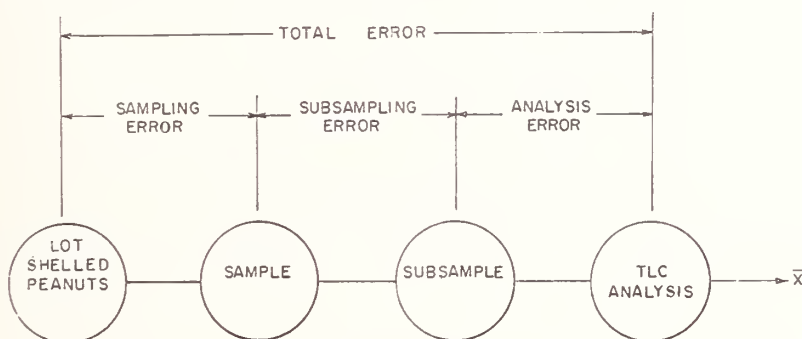 TOTAL ERROR
SAMPLING ERROR
SUBSAMPLING ERROR
ANALYSIS ERROR
LOT SHELLED PEANUTS
SAMPLE
SUBSAMPLE
TLC ANALYSIS
X̅